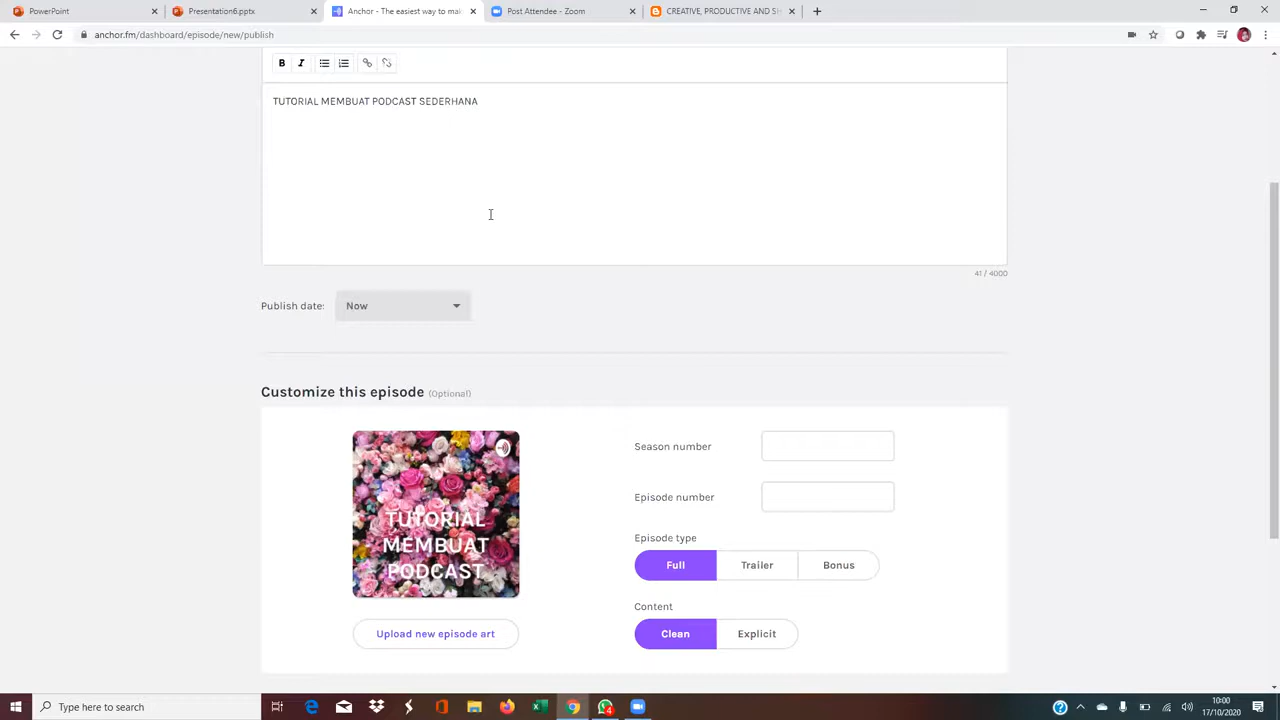 PowerPoint
Presentation6.pptx
Anchor - The easiest way to mai
Post Attendee - Zoom
CREATIVE, PRODUCTIVE AND SH
anchor.fm/dashboard/episode/new/publish
B I
TUTORIAL MEMBUAT PODCAST SEDERHANA
41 / 4000
Publish date: Now
Customize this episode (Optional)
TUTORIAL
MEMBUAT
PODCAST
Upload new episode art
Season number
Episode number
Episode type
Full Trailer Bonus
Content
Clean Explicit
Type here to search
4
10:00
17/10/2020